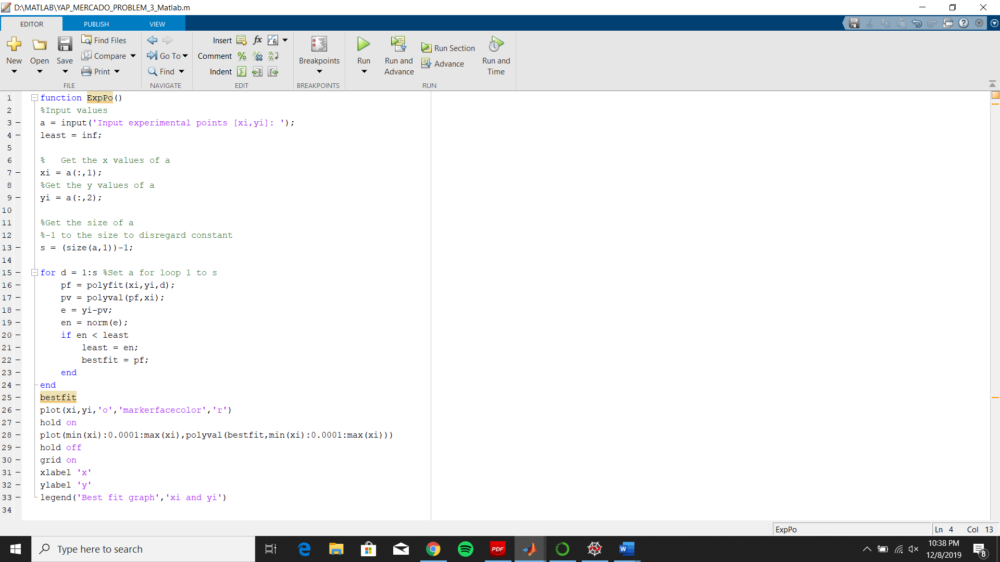 D:\MATLAB\YAP_MERCADO_PROBLEM_3_Matlab.m
EDITOR PUBLISH VIEW
New
Open
Save
Find Files
Compare
Print
FILE
Go To
Find
NAVIGATE
Insert fx
Comment
Indent
EDIT
Breakpoints
BREAKPOINTS
Run
Run and Advance
Run Section
Advance
Run and Time
RUN
1 function ExpPo()
2 %Input values
3 a = input('Input experimental points [xi,yi]: ');
4 least = inf;
5
6 %   Get the x values of a
7 xi = a(:,1);
8 %Get the y values of a
9 yi = a(:,2);
10
11 %Get the size of a
12 %-1 to the size to disregard constant
13 s = (size(a,1))-1;
14
15 for d = 1:s %Set a for loop 1 to s
16     pf = polyfit(xi,yi,d);
17     pv = polyval(pf,xi);
18     e = yi-pv;
19     en = norm(e);
20     if en < least
21         least = en;
22         bestfit = pf;
23     end
24 end
25 bestfit
26 plot(xi,yi,'o','markerfacecolor','r')
27 hold on
28 plot(min(xi):0.0001:max(xi),polyval(bestfit,min(xi):0.0001:max(xi)))
29 hold off
30 grid on
31 xlabel 'x'
32 ylabel 'y'
33 legend('Best fit graph','xi and yi')
34
ExpPo Ln 4 Col 13
Type here to search
PDF
W
10:38 PM
12/8/2019
8